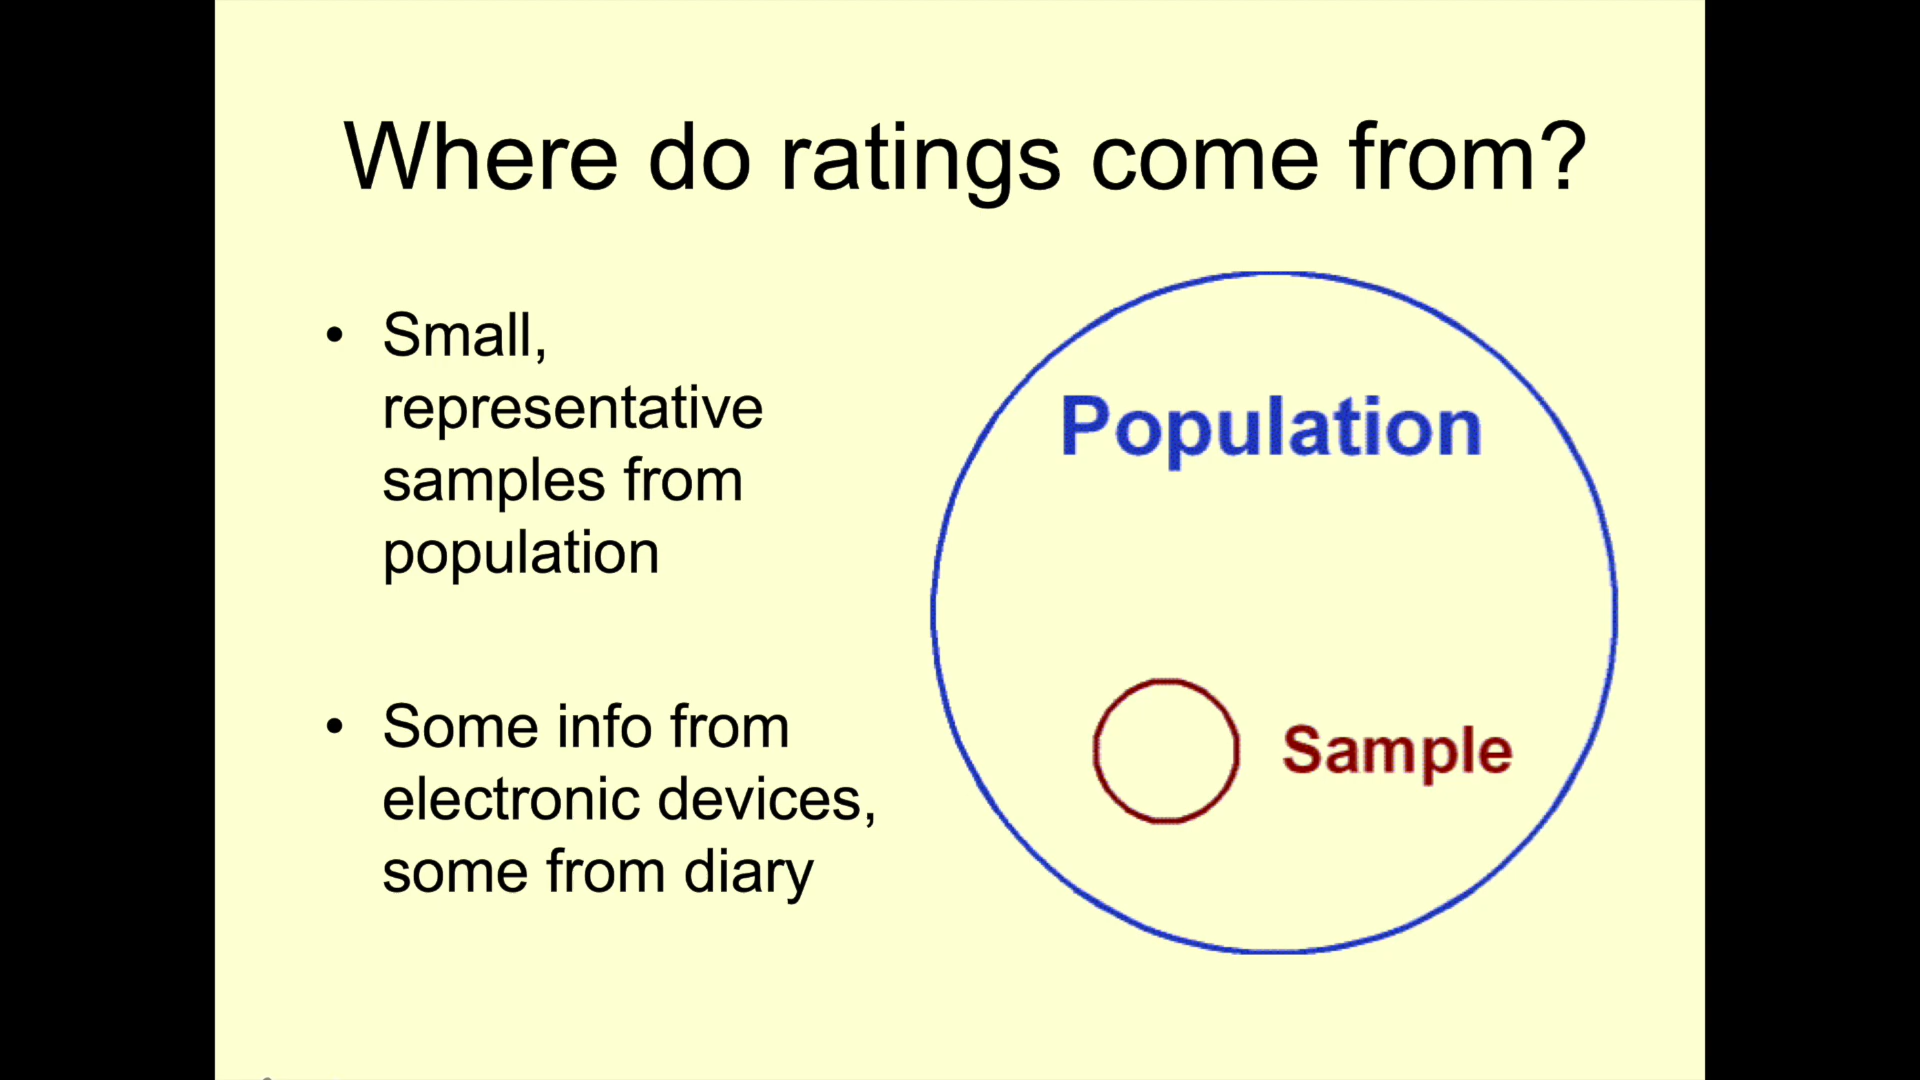 Where do ratings come from?
• Small,
representative
samples from
population
• Some info from
electronic devices,
some from diary
Population
Sample